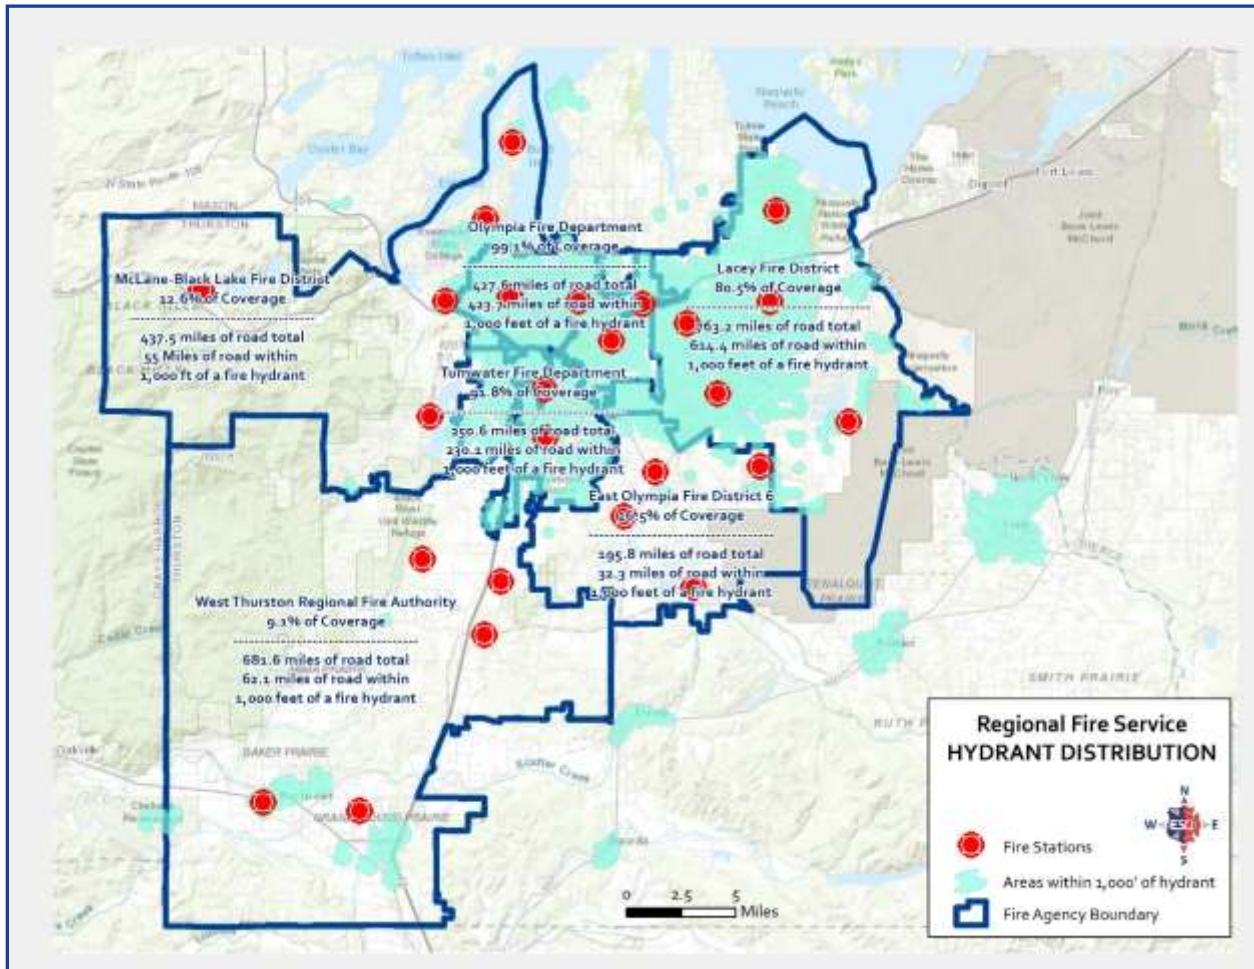 Olympia Fire Department
99.1% of Coverage
427.6 miles of road total
423.7 miles of road within
1,000 feet of a fire hydrant
McLane-Black Lake Fire District
12.6% of Coverage
437.5 miles of road total
55 Miles of road within
1,000 ft of a fire hydrant
Lacey Fire District
80.5% of Coverage
763.2 miles of road total
614.4 miles of road within
1,000 feet of a fire hydrant
Tumwater Fire Department
91.8% of Coverage
250.6 miles of road total
230.1 miles of road within
1,000 feet of a fire hydrant
East Olympia Fire District 6
16.5% of Coverage
195.8 miles of road total
32.3 miles of road within
1,000 feet of a fire hydrant
West Thurston Regional Fire Authority
9.1% of Coverage
681.6 miles of road total
62.1 miles of road within
1,000 feet of a fire hydrant
MASON
THURSTON
BAKER PRAIRIE
Scatter Creek
SMITH PRAIRIE
PIERCE
Oakville
Regional Fire Service
HYDRANT DISTRIBUTION
N
W
E
S
Fire Stations
Areas within 1,000' of hydrant
Fire Agency Boundary
0 2.5 5
Miles